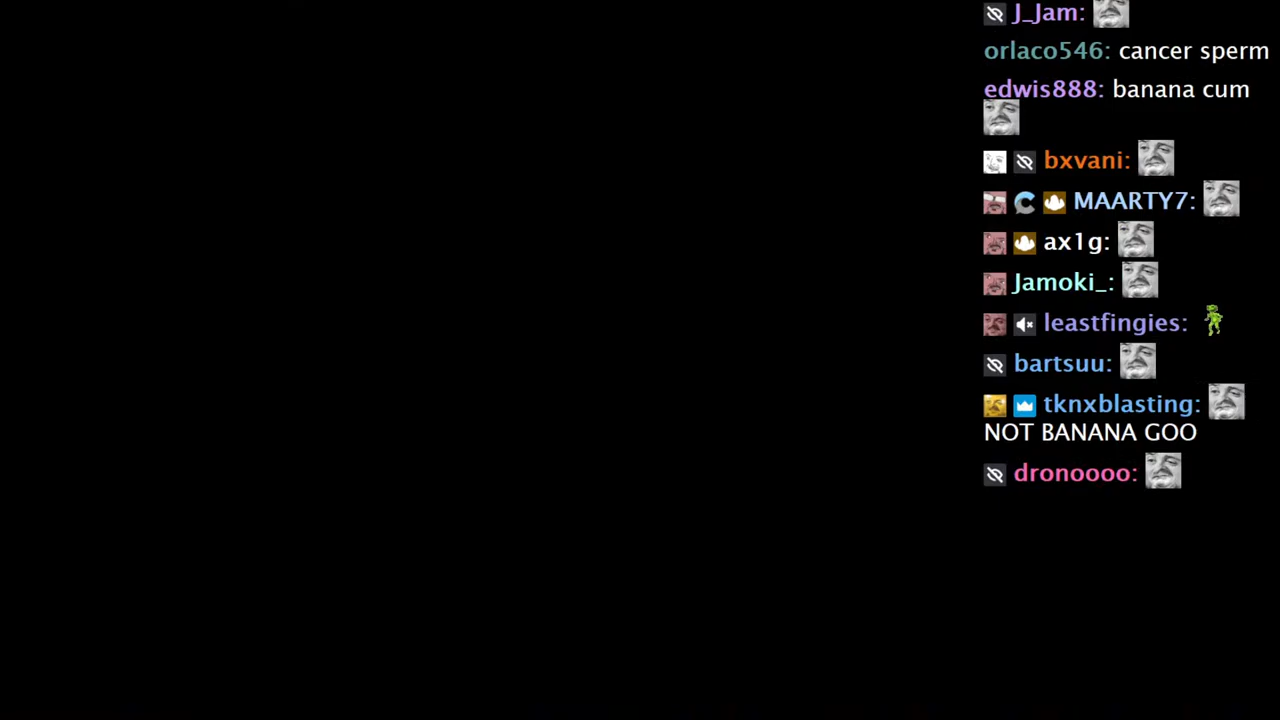 J_Jam:
orlaco546: cancer sperm
edwis888: banana cum
bxvani:
MAARTY7:
ax1g:
Jamoki_:
leastfingies:
bartsuu:
tknxblasting:
NOT BANANA GOO
dronoooo: